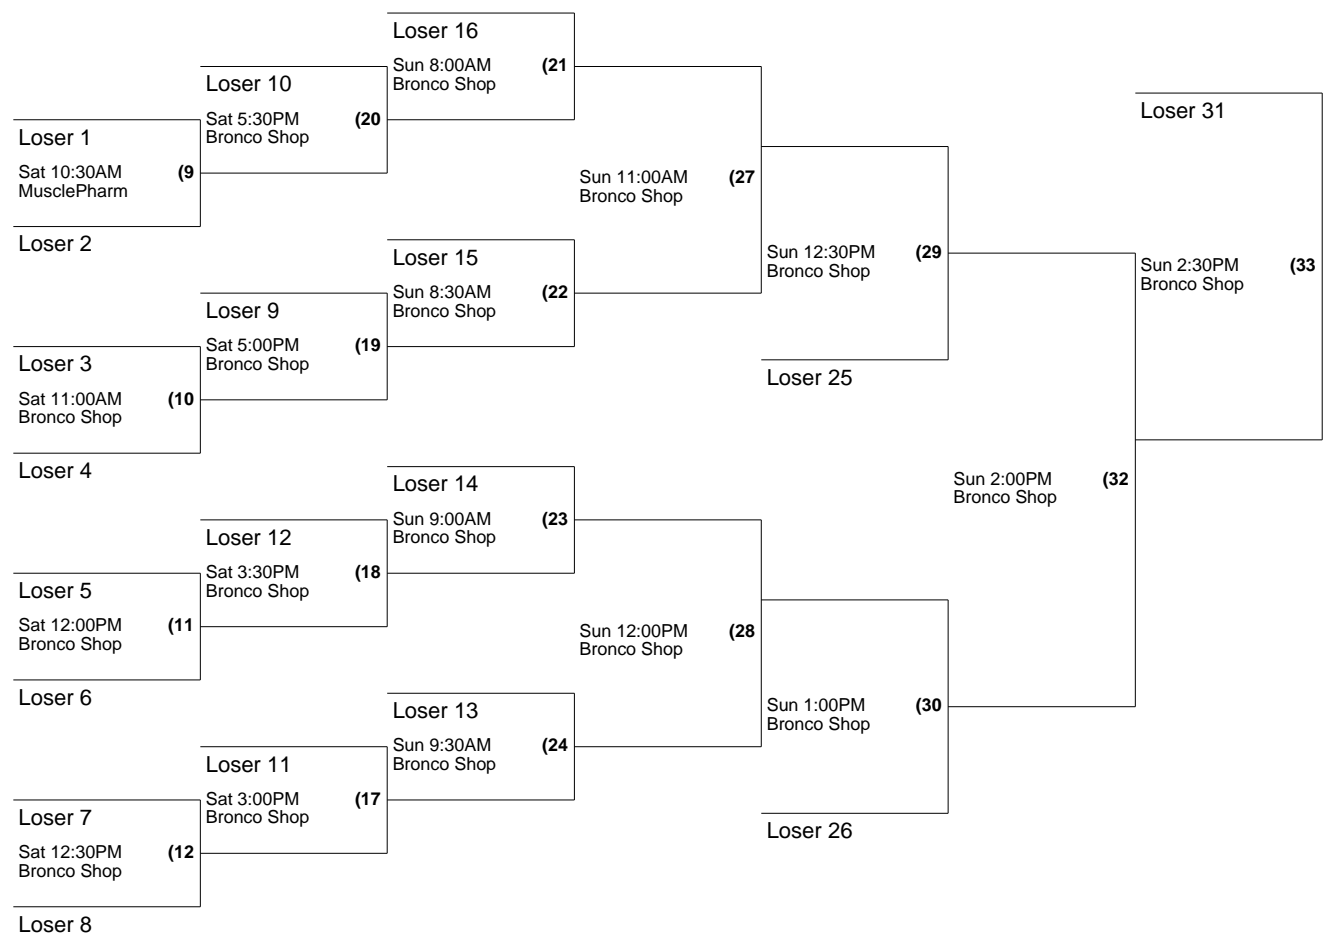 Loser 16
Sun 8:00AM (21
Bronco Shop
Loser 10
Sat 5:30PM (20
Bronco Shop
Loser 1
Sat 10:30AM (9
MusclePharm
Loser 2
Loser 31
Sun 11:00AM (27
Bronco Shop
Loser 15
Sun 8:30AM (22
Bronco Shop
Sun 12:30PM (29
Bronco Shop
Sun 2:30PM (33
Bronco Shop
Loser 9
Sat 5:00PM (19
Bronco Shop
Loser 3
Sat 11:00AM (10
Bronco Shop
Loser 4
Loser 25
Loser 14
Sun 9:00AM (23
Bronco Shop
Sun 2:00PM (32
Bronco Shop
Loser 12
Sat 3:30PM (18
Bronco Shop
Loser 5
Sat 12:00PM (11
Bronco Shop
Loser 6
Sun 12:00PM (28
Bronco Shop
Loser 13
Sun 9:30AM (24
Bronco Shop
Sun 1:00PM (30
Bronco Shop
Loser 11
Sat 3:00PM (17
Bronco Shop
Loser 7
Sat 12:30PM (12
Bronco Shop
Loser 8
Loser 26